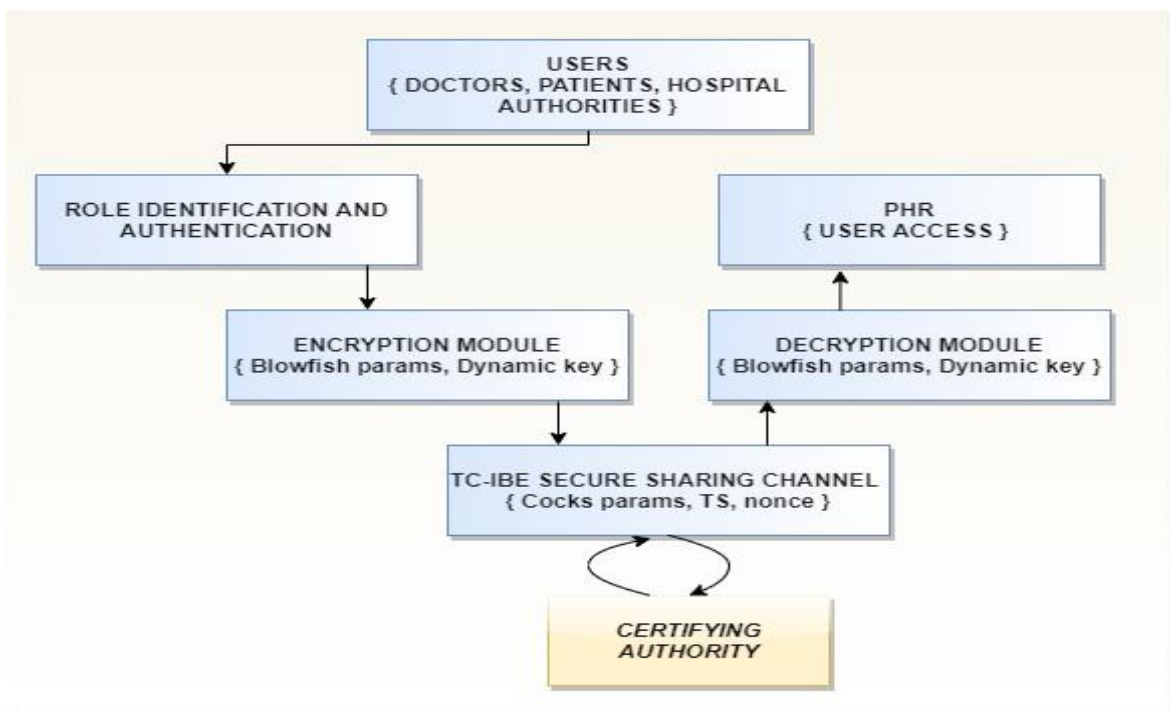 USERS
{ DOCTORS, PATIENTS, HOSPITAL
AUTHORITIES }
ROLE IDENTIFICATION AND
AUTHENTICATION
PHR
{ USER ACCESS }
ENCRYPTION MODULE
{ Blowfish params, Dynamic key }
DECRYPTION MODULE
{ Blowfish params, Dynamic key }
TC-IBE SECURE SHARING CHANNEL
{ Cocks params, TS, nonce }
CERTIFYING
AUTHORITY